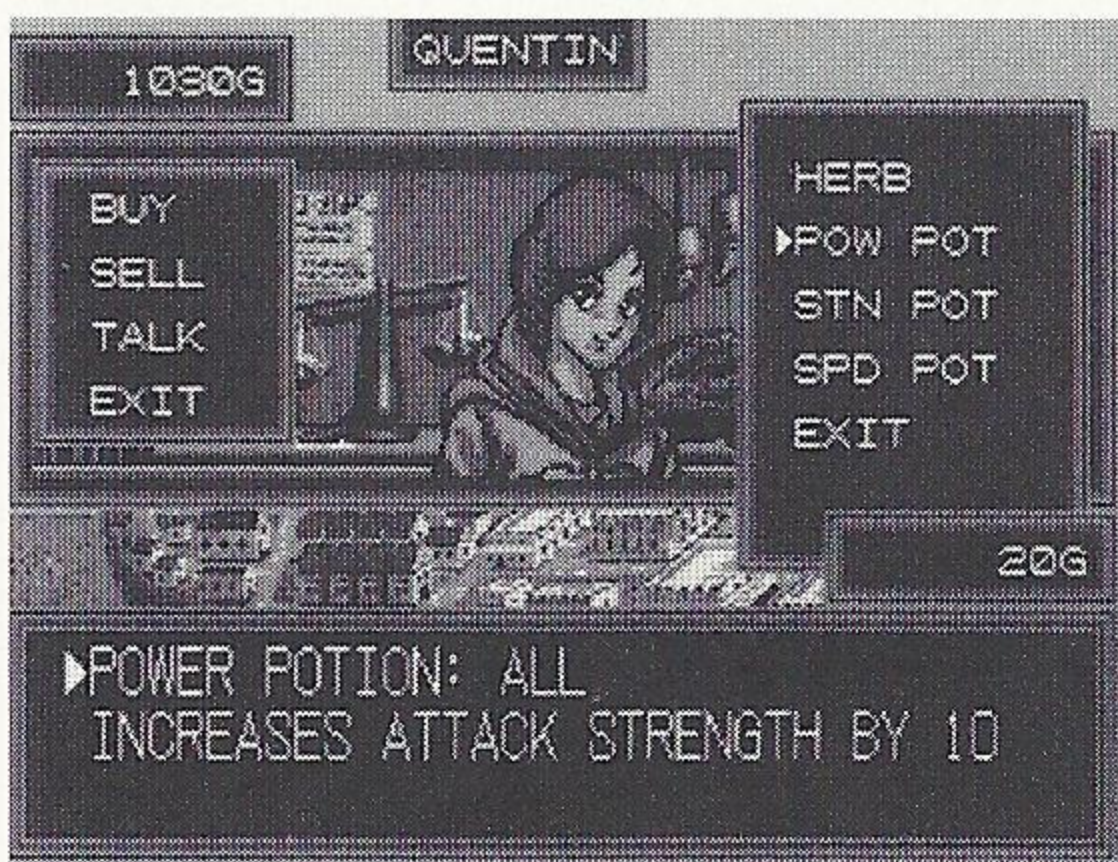 QUENTIN
1080G
BUY
SELL
TALK
EXIT
HERB
POW POT
STN POT
SPD POT
EXIT
20G
POWER POTION: ALL
INCREASES ATTACK STRENGTH BY 10